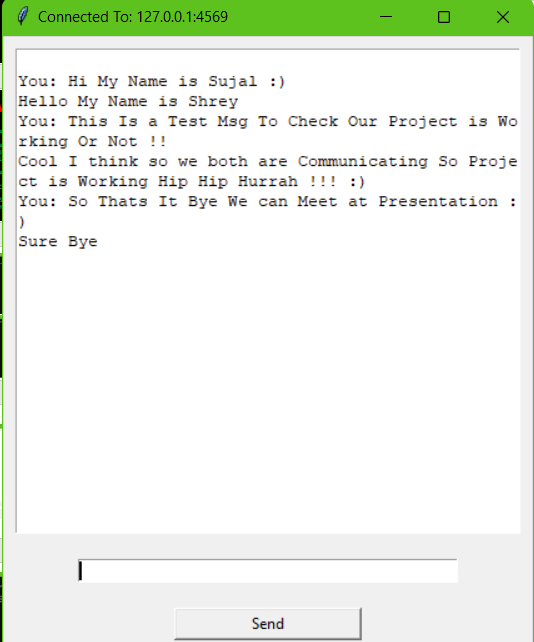 Connected To: 127.0.0.1:4569
You: Hi My Name is Sujal :)
Hello My Name is Shrey
You: This Is a Test Msg To Check Our Project is Wo
rking Or Not !!
Cool I think so we both are Communicating So Proje
ct is Working Hip Hip Hurrah !!! :)
You: So Thats It Bye We can Meet at Presentation :
)
Sure Bye
Send